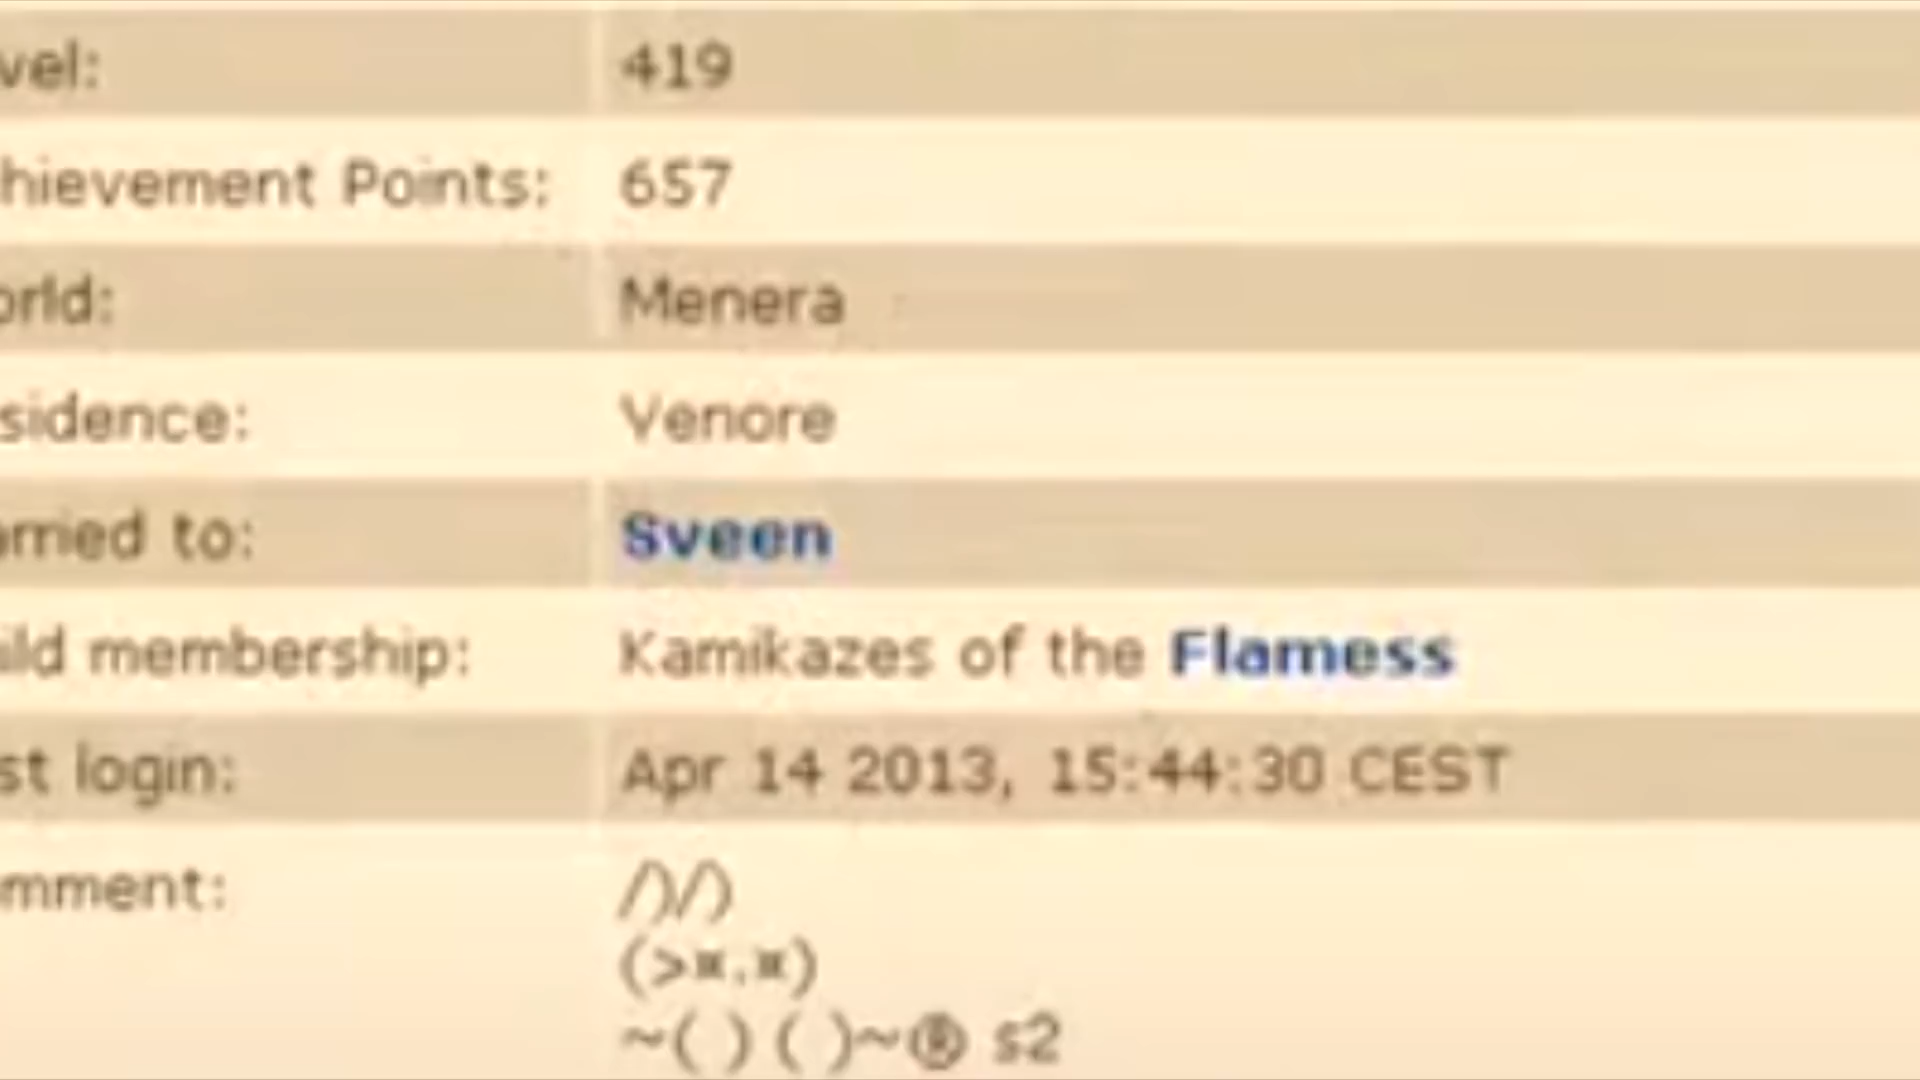 vel: 419
hievement Points: 657
orld: Menera
sidence: Venore
arried to: Sveen
ild membership: Kamikazes of the Flamess
st login: Apr 14 2013, 15:44:30 CEST
mment: /)/)
(>¤.¤)
~( ) ( )~® s2